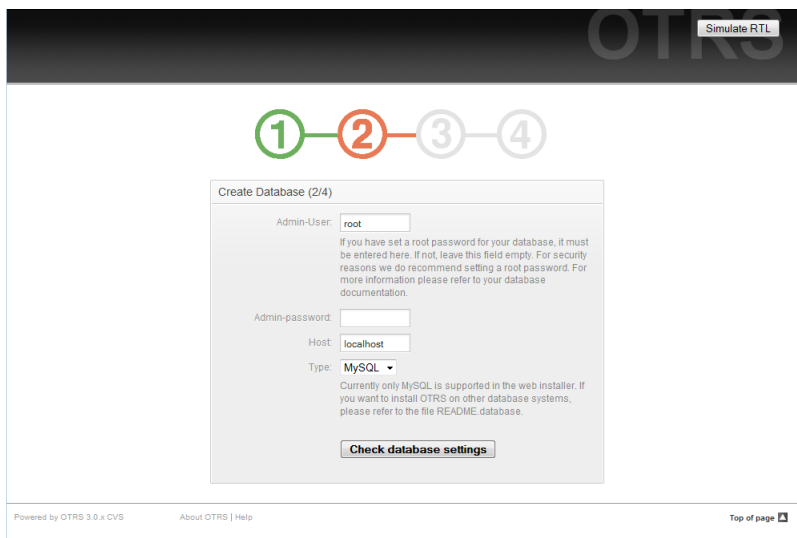 OTRS
Simulate RTL
1 2 3 4
Create Database (2/4)
Admin-User: root
If you have set a root password for your database, it must
be entered here. If not, leave this field empty. For security
reasons we do recommend setting a root password. For
more information please refer to your database
documentation.
Admin-password:
Host: localhost
Type: MySQL
Currently only MySQL is supported in the web installer. If
you want to install OTRS on other database systems,
please refer to the file README.database.
Check database settings
Powered by OTRS 3.0.x CVS About OTRS | Help Top of page